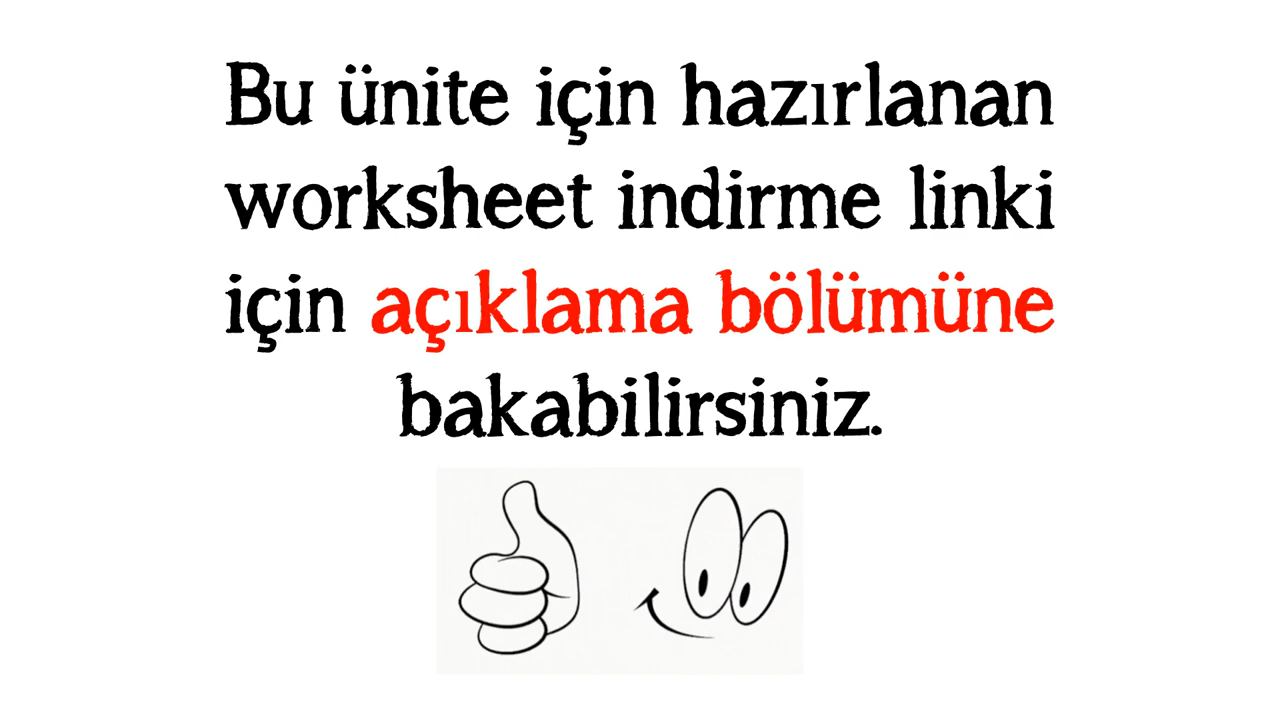 Bu ünite için hazırlanan
worksheet indirme linki
için açıklama bölümüne
bakabilirsiniz.